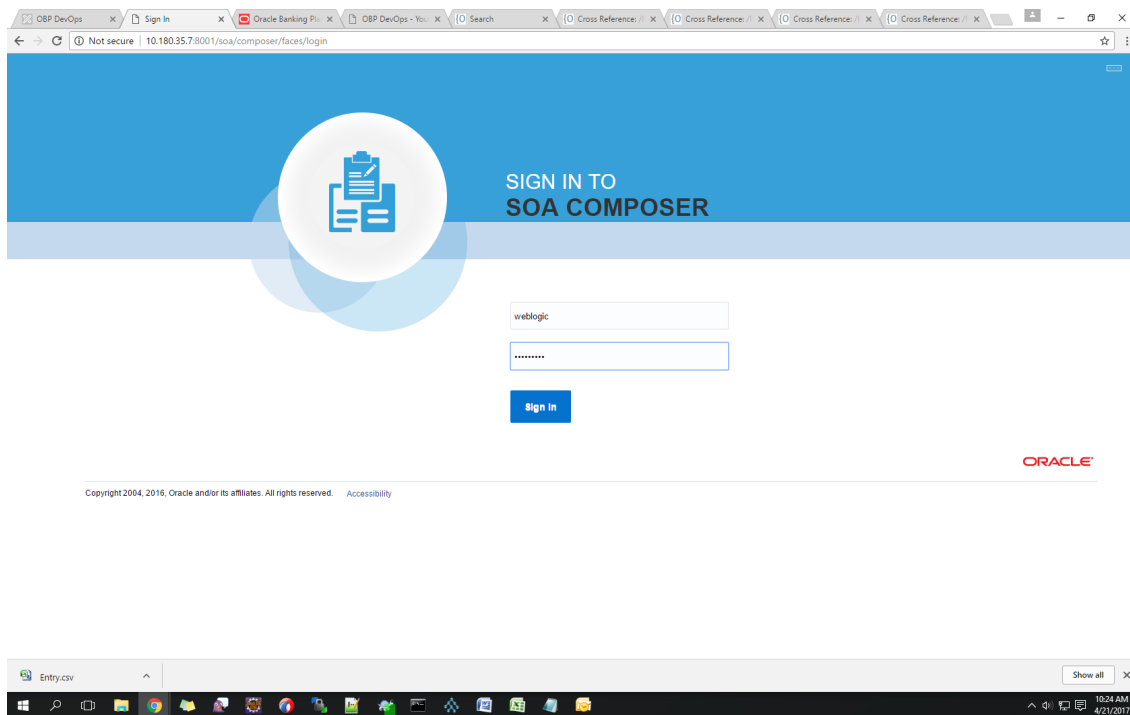 OBP DevOps
Sign In
Oracle Banking Pla
OBP DevOps - You
Search
Cross Reference: /
Cross Reference: /
Cross Reference: /
Cross Reference: /
Not secure | 10.180.35.7:8001/soa/composer/faces/login
SIGN IN TO
SOA COMPOSER
weblogic
•••••••••
Sign In
ORACLE
Copyright 2004, 2016, Oracle and/or its affiliates. All rights reserved. Accessibility
Entry.csv
Show all
10:24 AM
4/21/2017